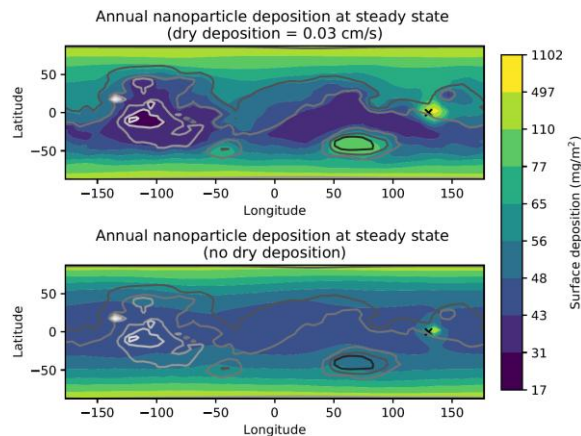 Annual nanoparticle deposition at steady state
(dry deposition = 0.03 cm/s)
Latitude
50
0
−50
−150 −100 −50 0 50 100 150
Longitude
Annual nanoparticle deposition at steady state
(no dry deposition)
Latitude
50
0
−50
−150 −100 −50 0 50 100 150
Longitude
1102
497
110
77
65
56
48
43
31
17
Surface deposition (mg/m²)